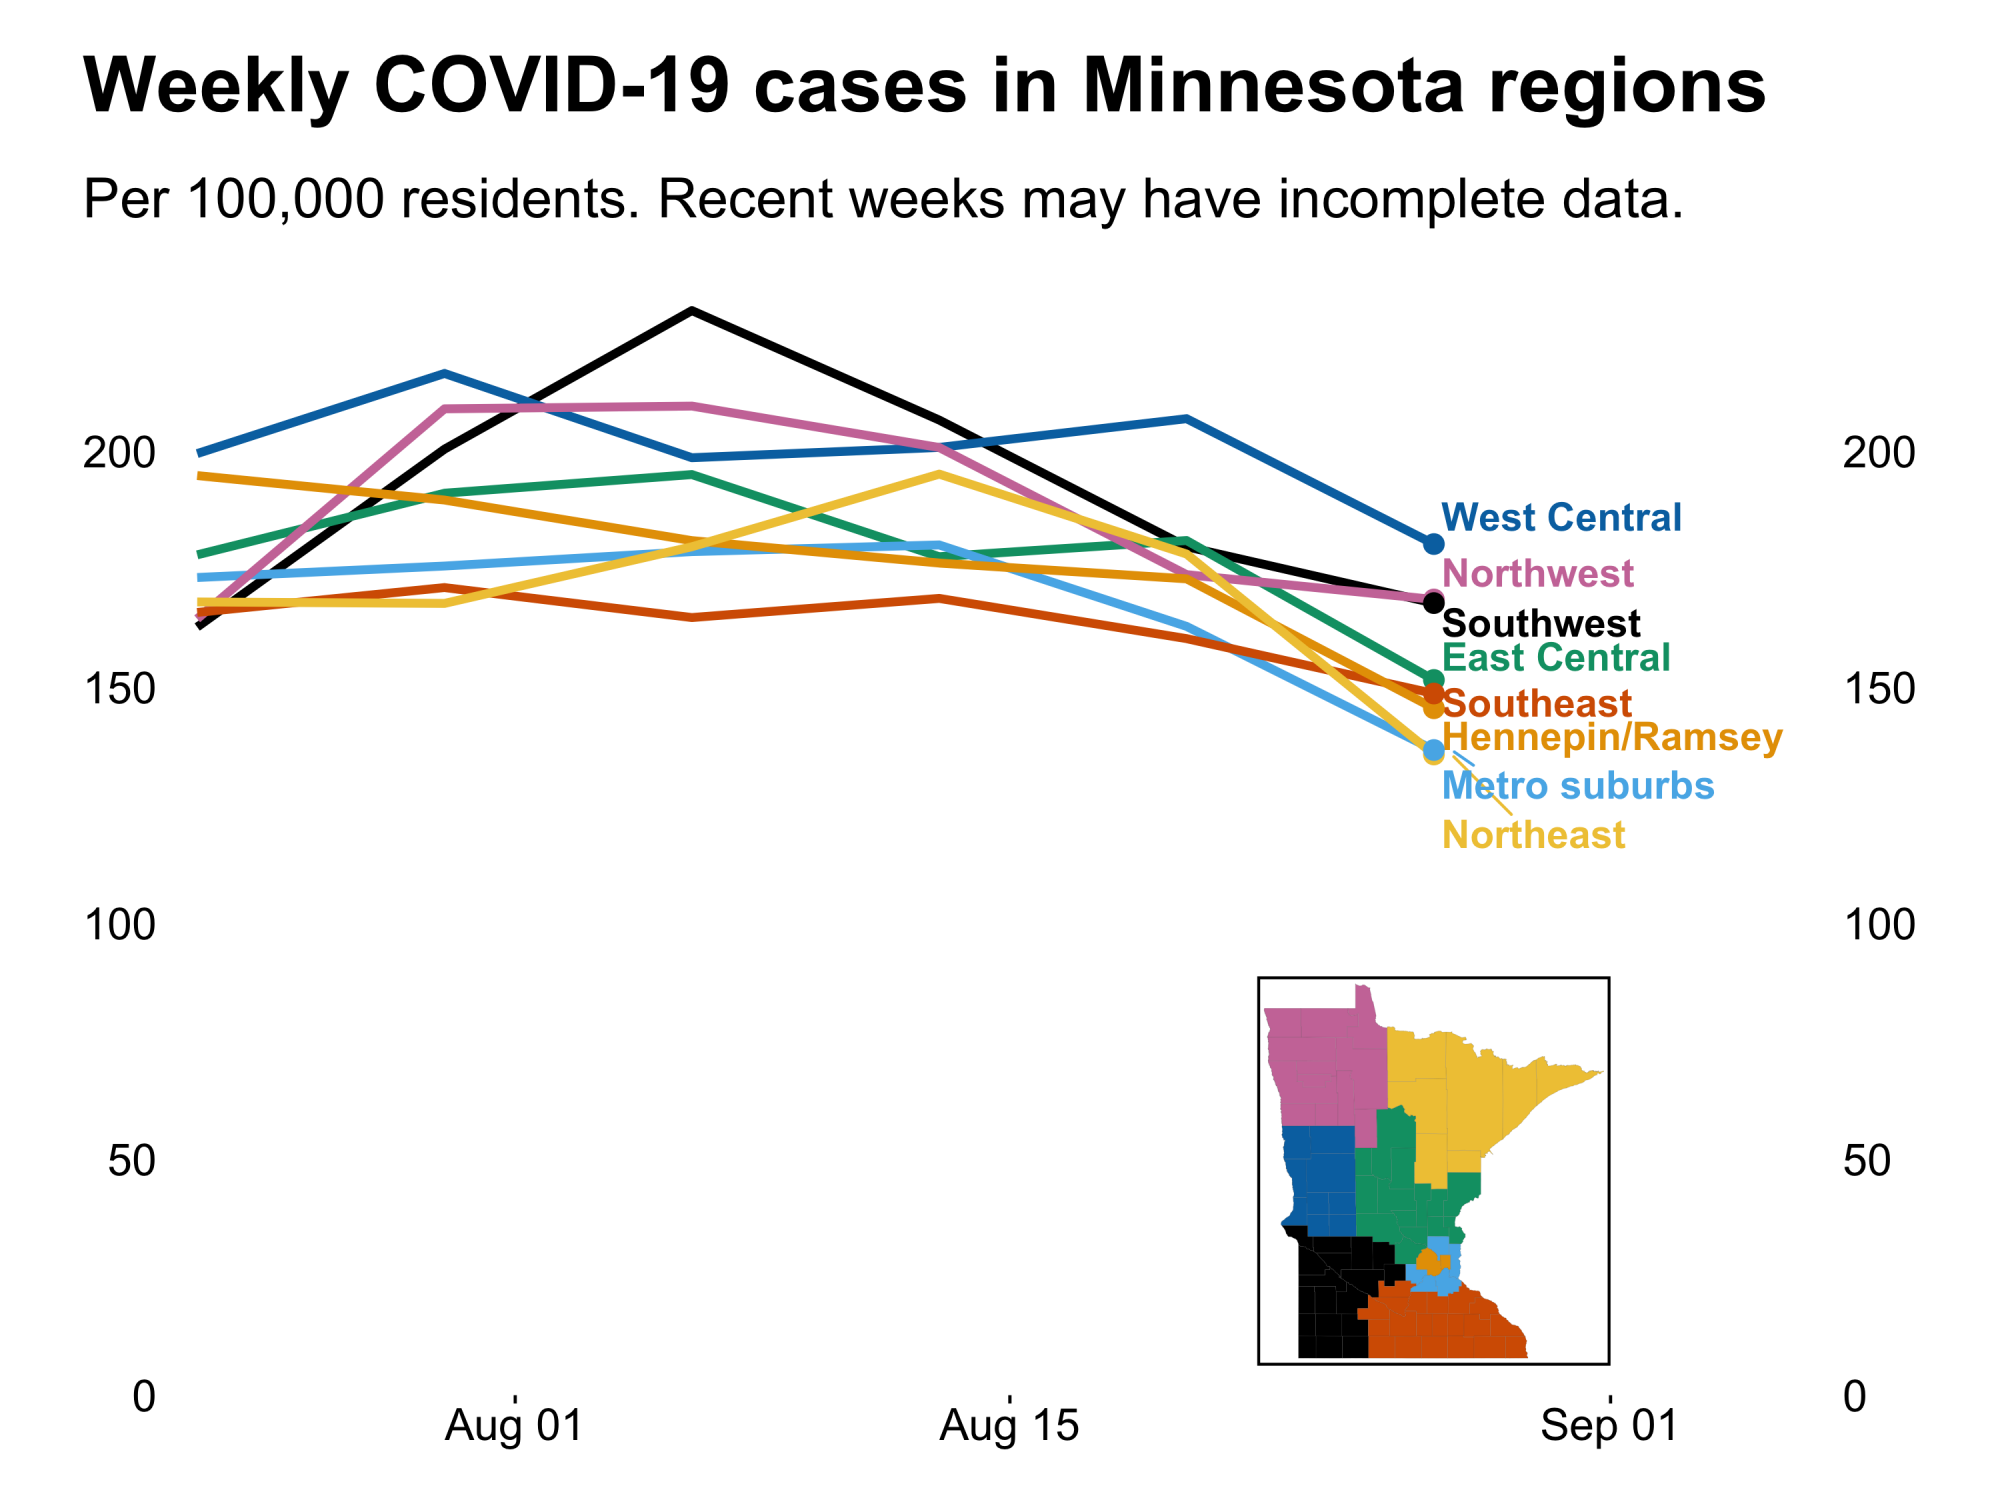 Weekly COVID-19 cases in Minnesota regions
Per 100,000 residents. Recent weeks may have incomplete data.
200 200
West Central
Northwest
Southwest
East Central
150 150
Southeast
Hennepin/Ramsey
Metro suburbs
Northeast
100 100
50 50
0 0
Aug 01 Aug 15 Sep 01